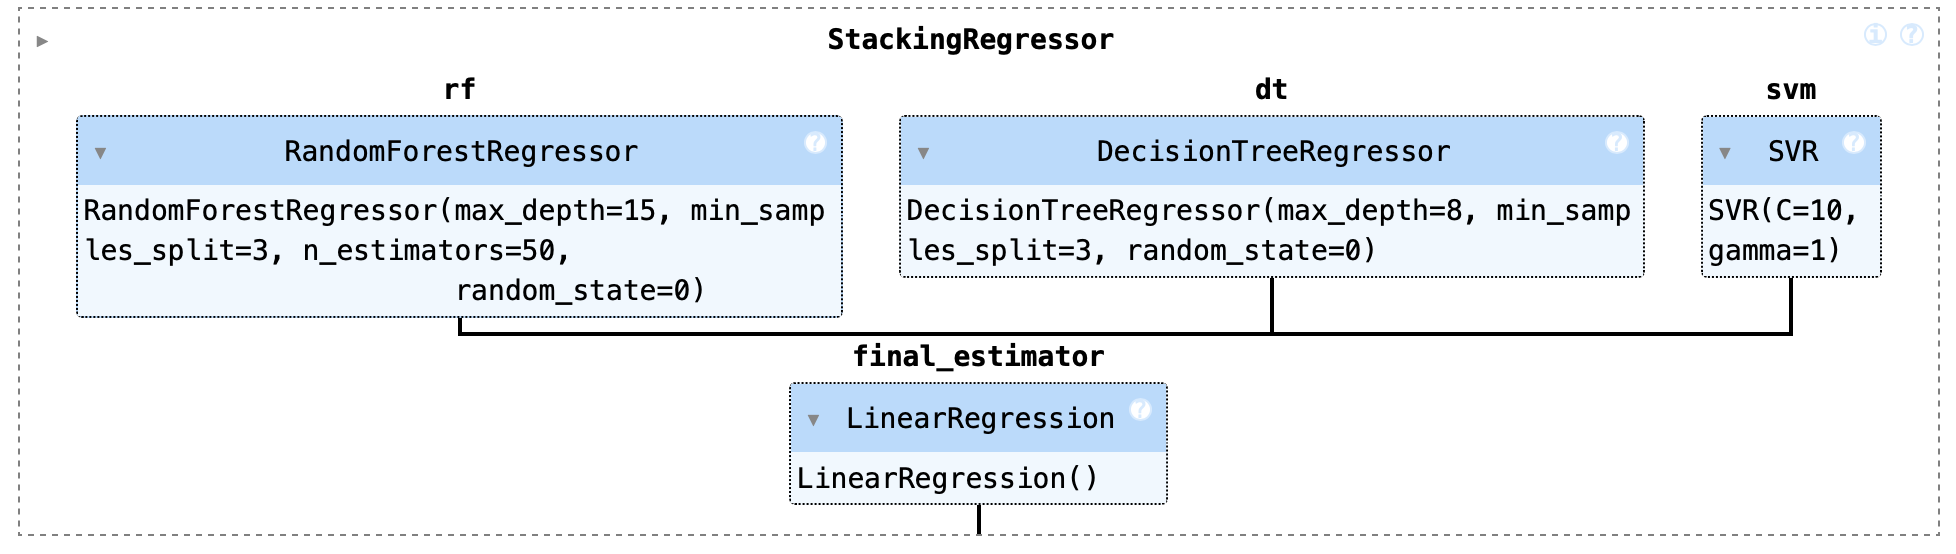 StackingRegressor
rf
RandomForestRegressor
RandomForestRegressor(max_depth=15, min_samp
les_split=3, n_estimators=50,
random_state=0)
dt
DecisionTreeRegressor
DecisionTreeRegressor(max_depth=8, min_samp
les_split=3, random_state=0)
svm
SVR
SVR(C=10,
gamma=1)
final_estimator
LinearRegression
LinearRegression()